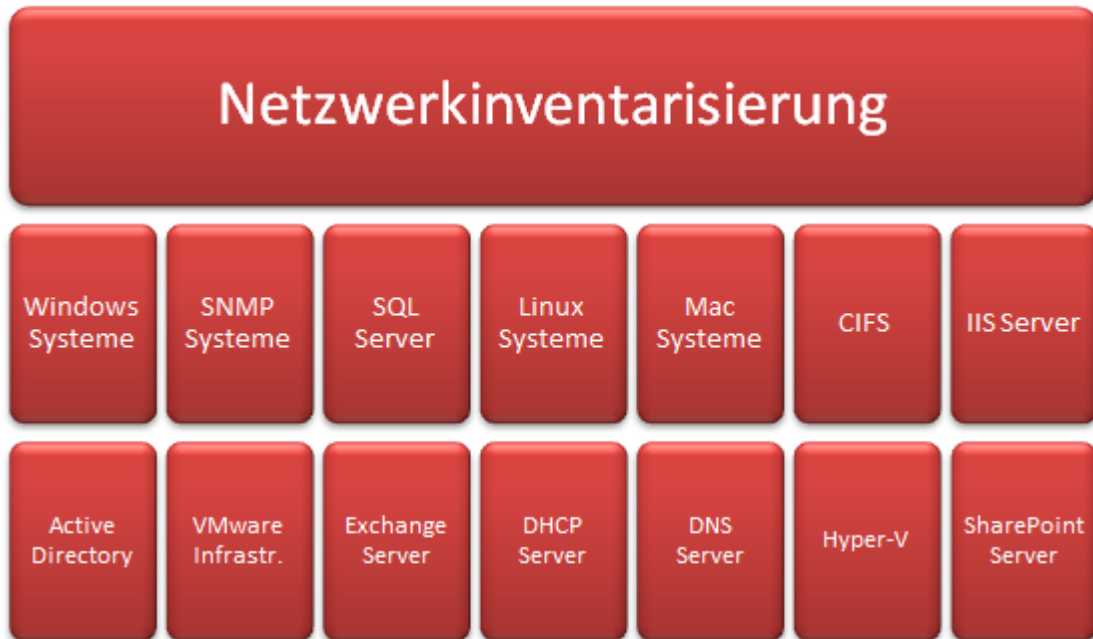 Netzwerkinventarisierung
Windows
Systeme
SNMP
Systeme
SQL
Server
Linux
Systeme
Mac
Systeme
CIFS
IIS Server
Active
Directory
VMware
Infrastr.
Exchange
Server
DHCP
Server
DNS
Server
Hyper-V
SharePoint
Server